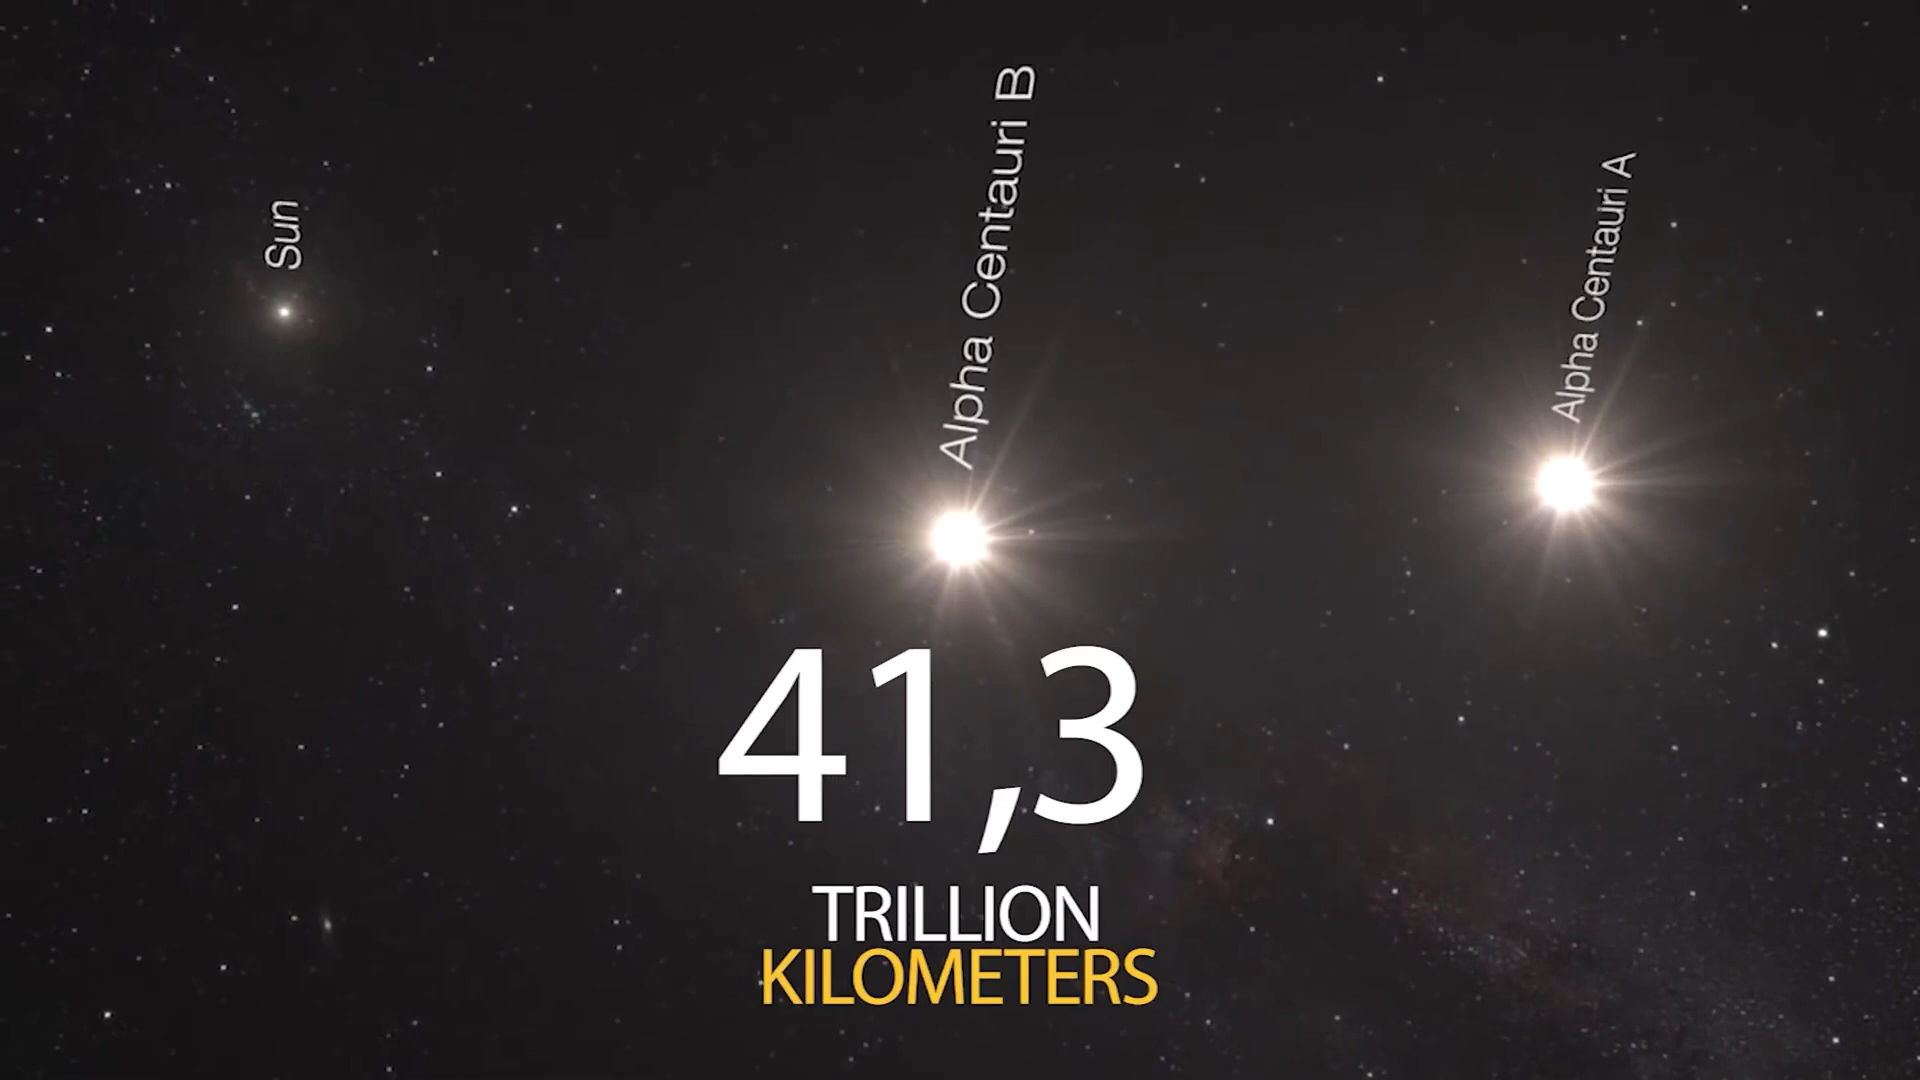 Sun
Alpha Centauri B
Alpha Centauri A
41,3
TRILLION
KILOMETERS